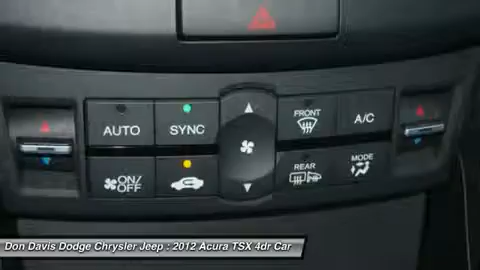 AUTO
SYNC
FRONT
A/C
ON/
OFF
REAR
MODE
Don Davis Dodge Chrysler Jeep : 2012 Acura TSX 4dr Car